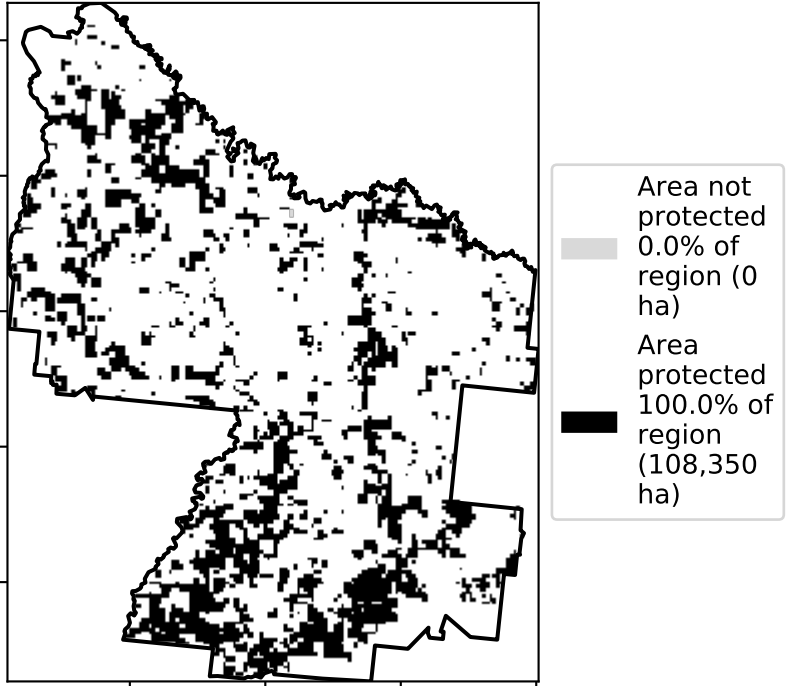 Area not
protected
0.0% of
region (0
ha)
Area
protected
100.0% of
region
(108,350
ha)